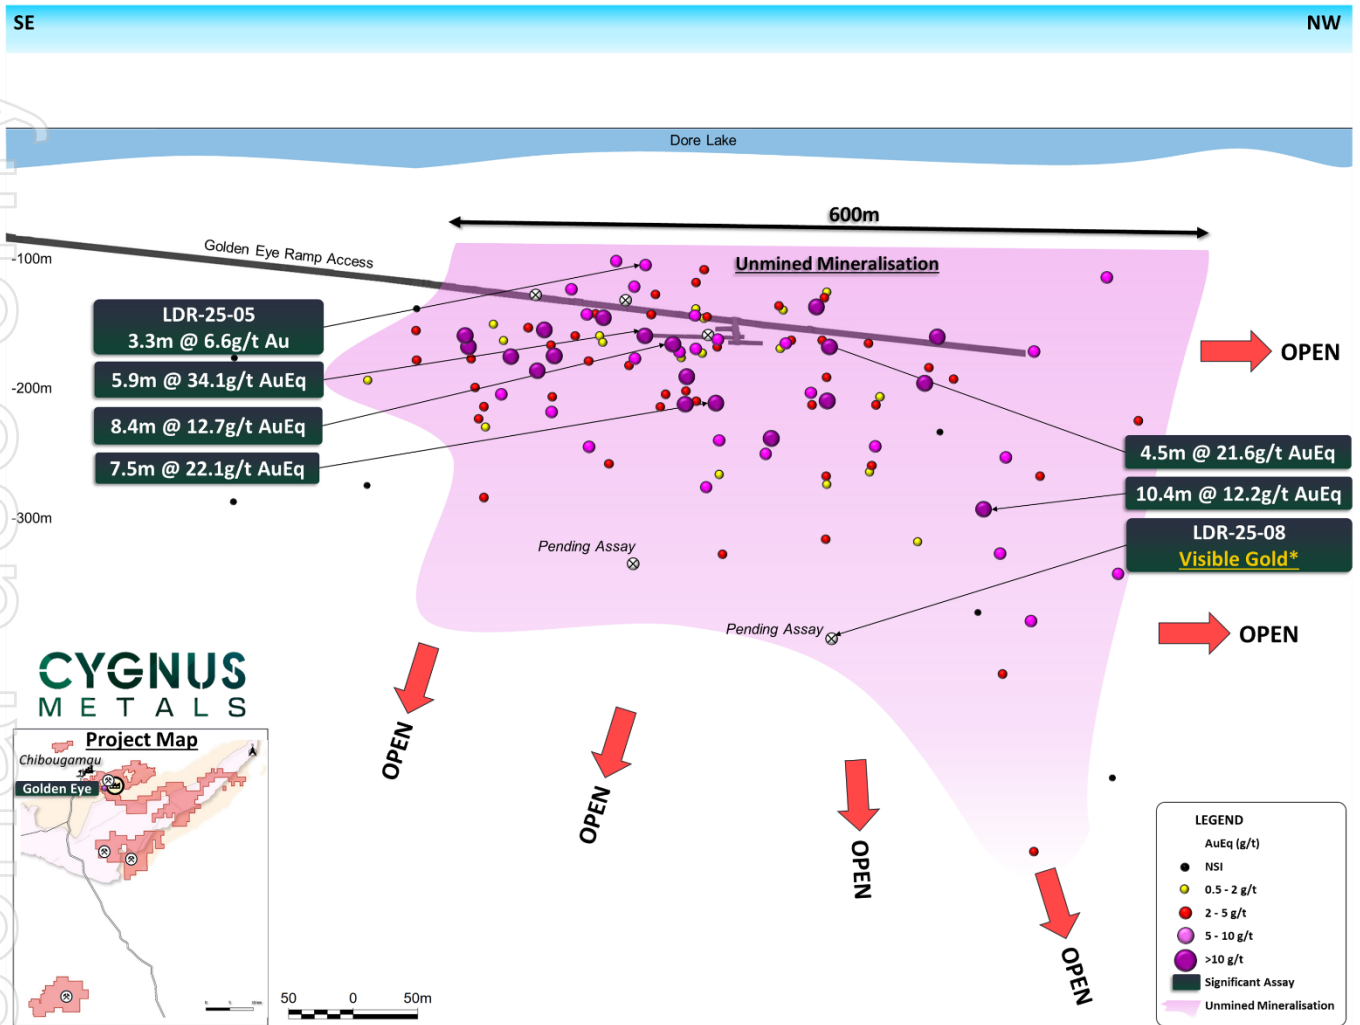 SE
NW
Dore Lake
600m
Golden Eye Ramp Access
Unmined Mineralisation
-100m
-200m
-300m
LDR-25-05
3.3m @ 6.6g/t Au
5.9m @ 34.1g/t AuEq
8.4m @ 12.7g/t AuEq
7.5m @ 22.1g/t AuEq
OPEN
4.5m @ 21.6g/t AuEq
10.4m @ 12.2g/t AuEq
LDR-25-08
Visible Gold*
Pending Assay
Pending Assay
OPEN
OPEN
OPEN
OPEN
OPEN
CYGNUS
METALS
Project Map
Chibougamau
Golden Eye
50 0 50m
LEGEND
AuEq (g/t)
NSI
0.5 - 2 g/t
2 - 5 g/t
5 - 10 g/t
>10 g/t
Significant Assay
Unmined Mineralisation